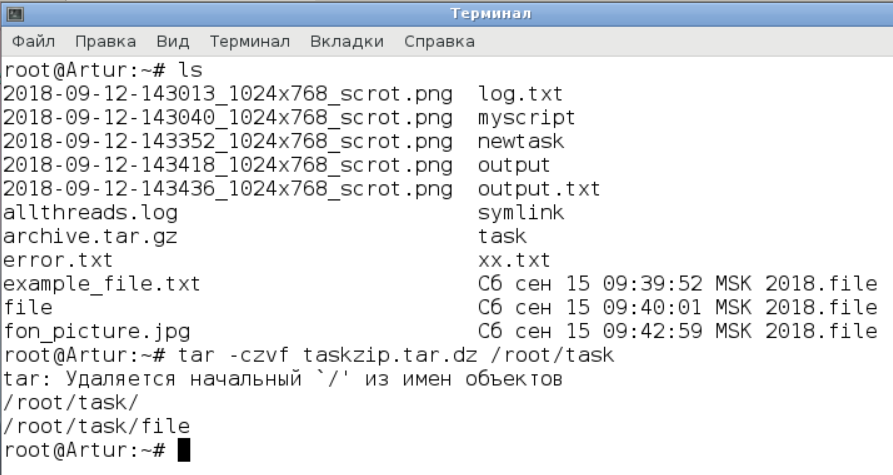 Терминал
Файл Правка Вид Терминал Вкладки Справка
root@Artur:~# ls
2018-09-12-143013_1024x768_scrot.png log.txt
2018-09-12-143040_1024x768_scrot.png myscript
2018-09-12-143352_1024x768_scrot.png newtask
2018-09-12-143418_1024x768_scrot.png output
2018-09-12-143436_1024x768_scrot.png output.txt
allthreads.log symlink
archive.tar.gz task
error.txt xx.txt
example_file.txt Сб сен 15 09:39:52 MSK 2018.file
file Сб сен 15 09:40:01 MSK 2018.file
fon_picture.jpg Сб сен 15 09:42:59 MSK 2018.file
root@Artur:~# tar -czvf taskzip.tar.dz /root/task
tar: Удаляется начальный `/' из имен объектов
/root/task/
/root/task/file
root@Artur:~#